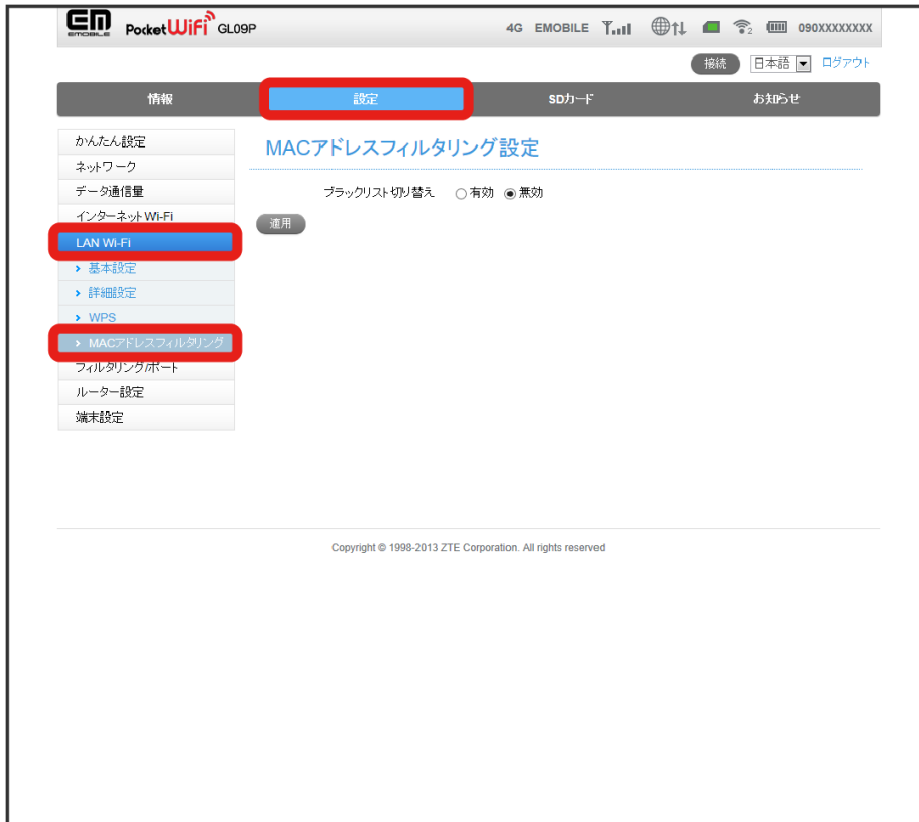 EM
EMOBILE
PocketWiFi GL09P
4G EMOBILE 2 090XXXXXXXX
接続 日本語 ログアウト
情報 設定 SDカード お知らせ
かんたん設定
ネットワーク
データ通信量
インターネットWi-Fi
LAN Wi-Fi
基本設定
詳細設定
WPS
MACアドレスフィルタリング
フィルタリング/ポート
ルーター設定
端末設定
MACアドレスフィルタリング設定
ブラックリスト切り替え 有効 無効
適用
Copyright © 1998-2013 ZTE Corporation. All rights reserved